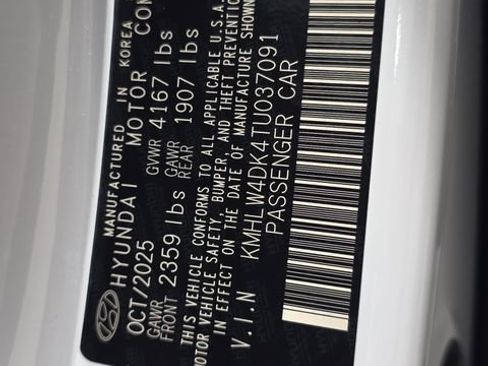 MANUFACTURED IN KOREA
HYUNDAI MOTOR COM
OCT/2025 GVWR 4167 lbs
GAWR FRONT 2359 lbs GAWR REAR 1907 lbs
THIS VEHICLE CONFORMS TO ALL APPLICABLE U.S.A.
MOTOR VEHICLE SAFETY, BUMPER, AND THEFT PREVENTIO
IN EFFECT ON THE DATE OF MANUFACTURE SHOWN
V.I.N KMHLW4DK4TU037091
PASSENGER CAR